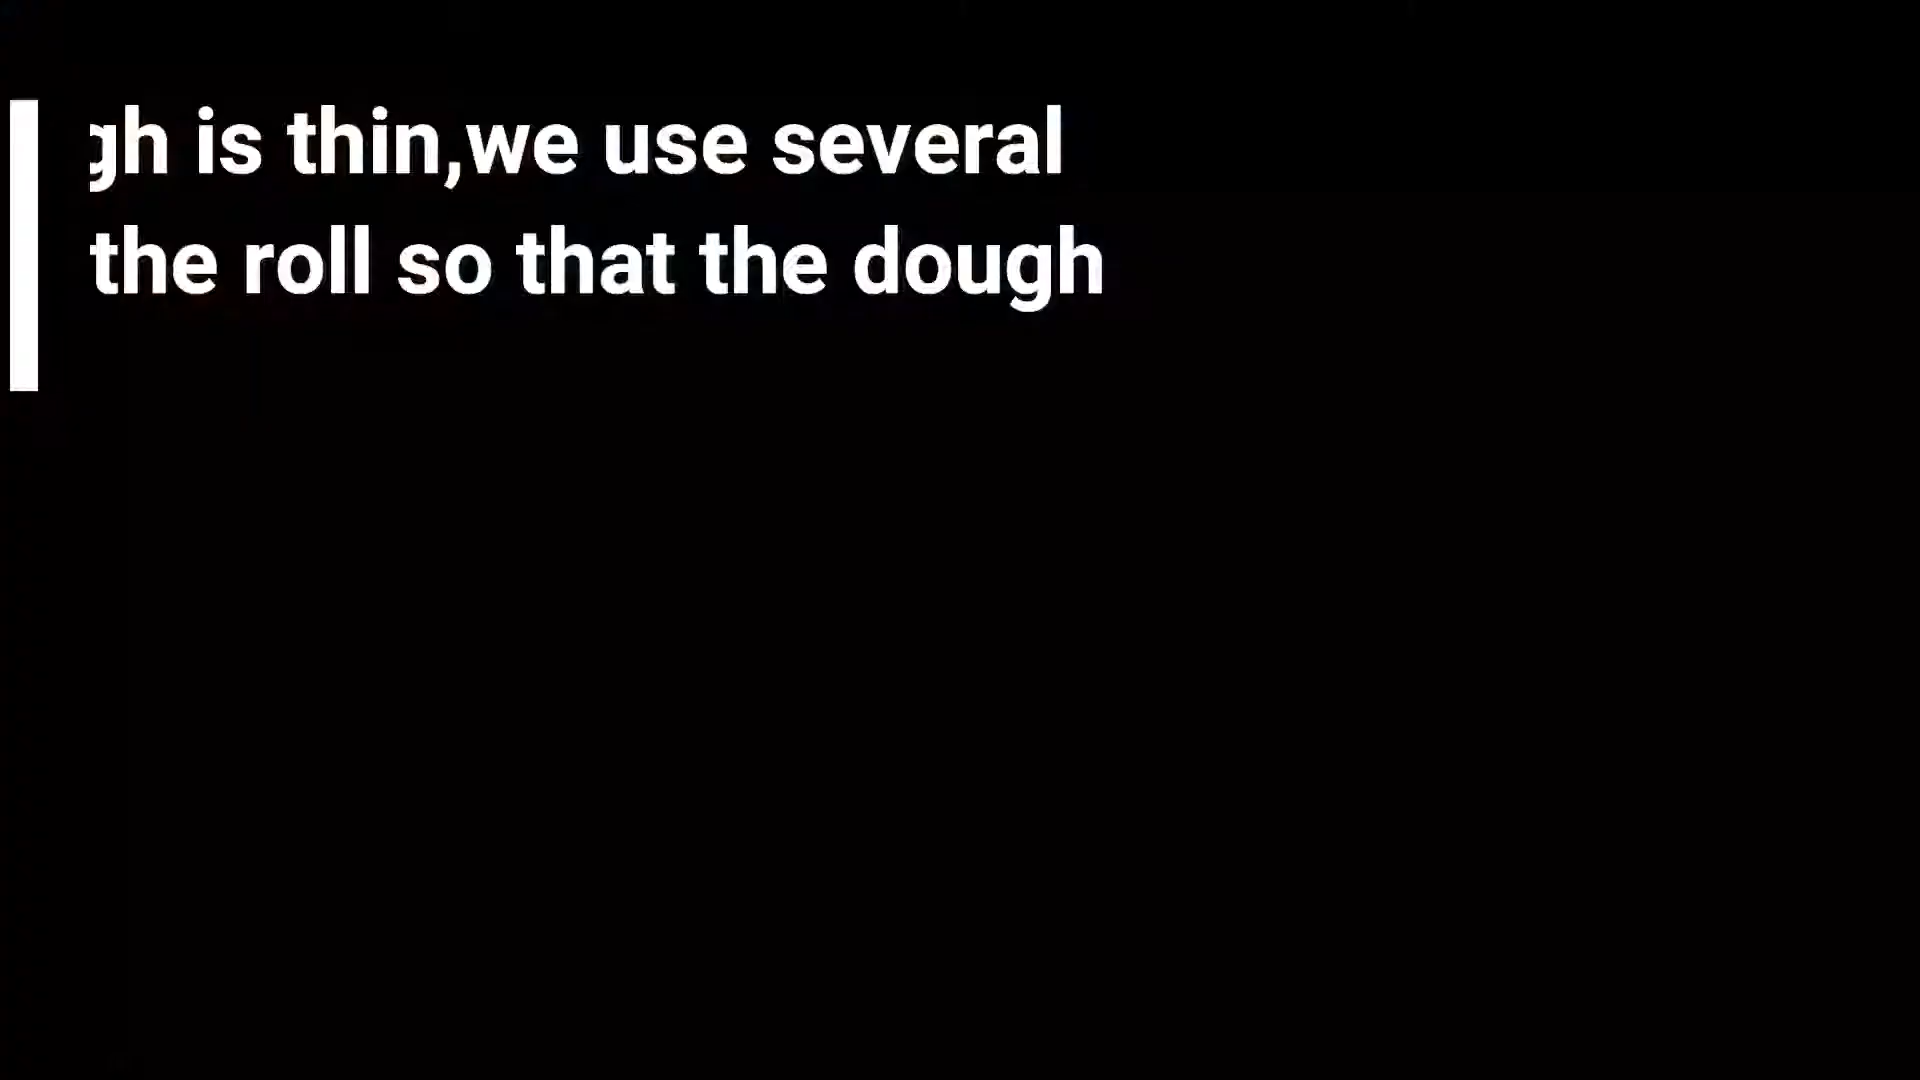 gh is thin,we use several
the roll so that the dough